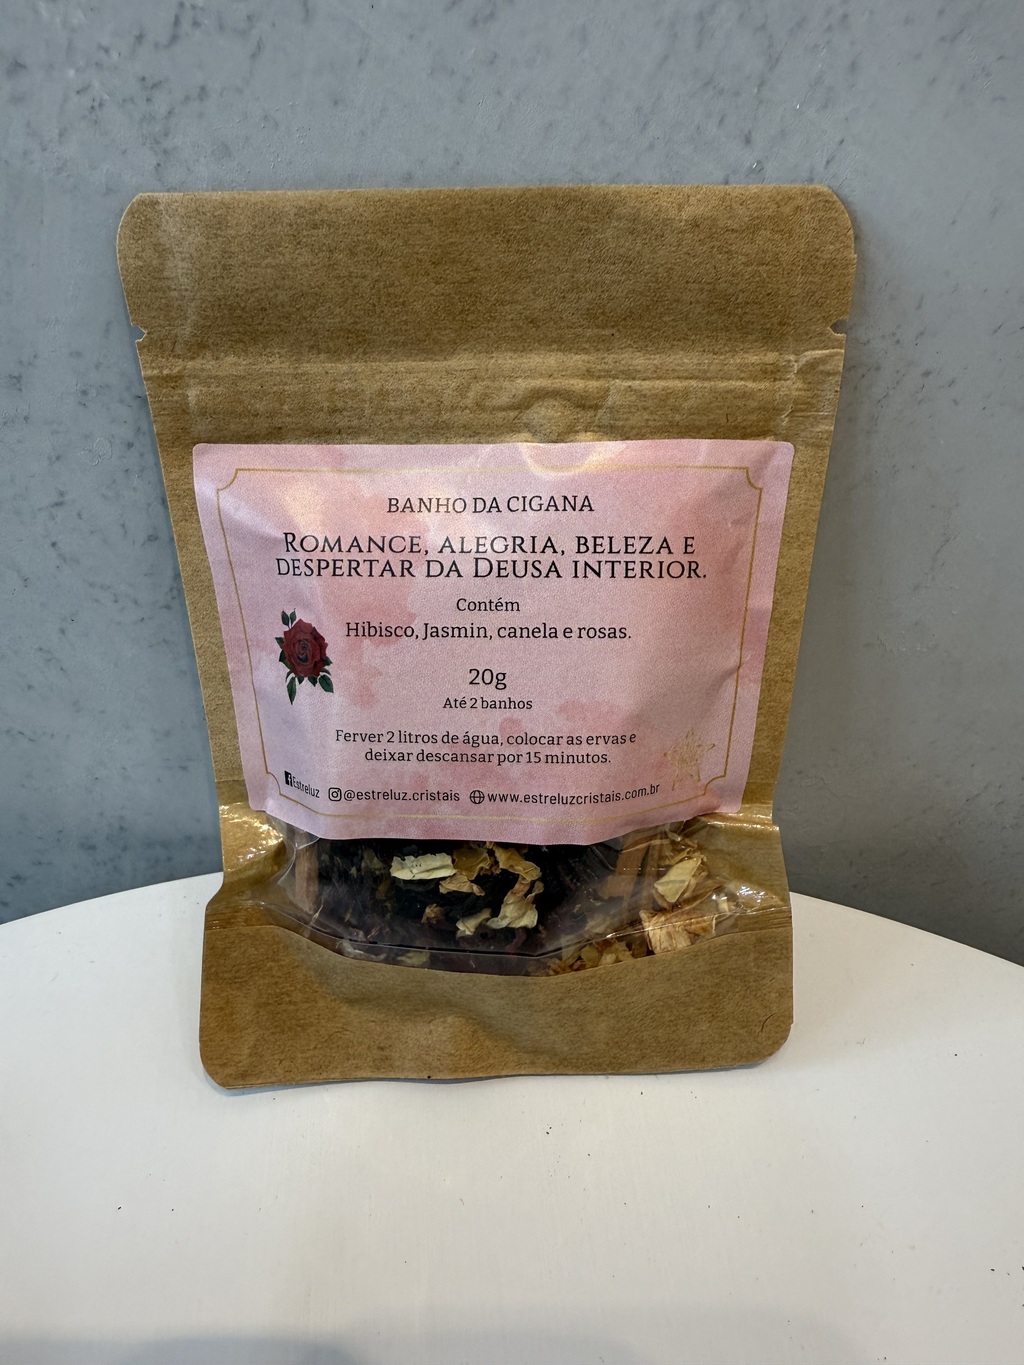 BANHO DA CIGANA
ROMANCE, ALEGRIA, BELEZA E
DESPERTAR DA DEUSA INTERIOR.
Contém
Hibisco, Jasmin, canela e rosas.
20g
Até 2 banhos
Ferver 2 litros de água, colocar as ervas e
deixar descansar por 15 minutos.
Estreluz @estreluz.cristais www.estreluzcristais.com.br